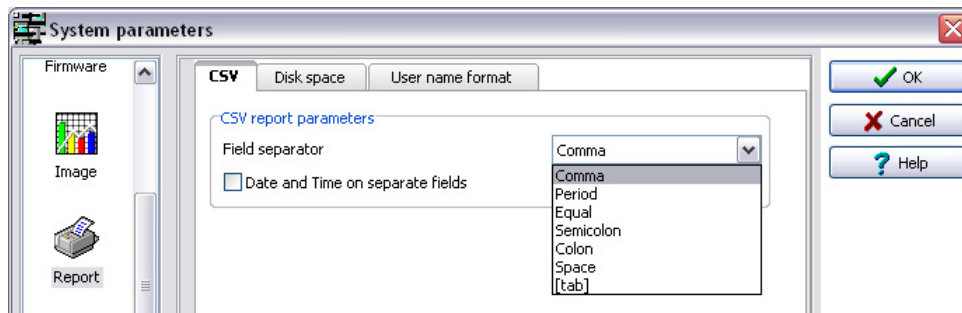 System parameters
Firmware
Image
Report
CSV
Disk space
User name format
CSV report parameters
Field separator
Comma
Date and Time on separate fields
Comma
Period
Equal
Semicolon
Colon
Space
[tab]
OK
Cancel
Help